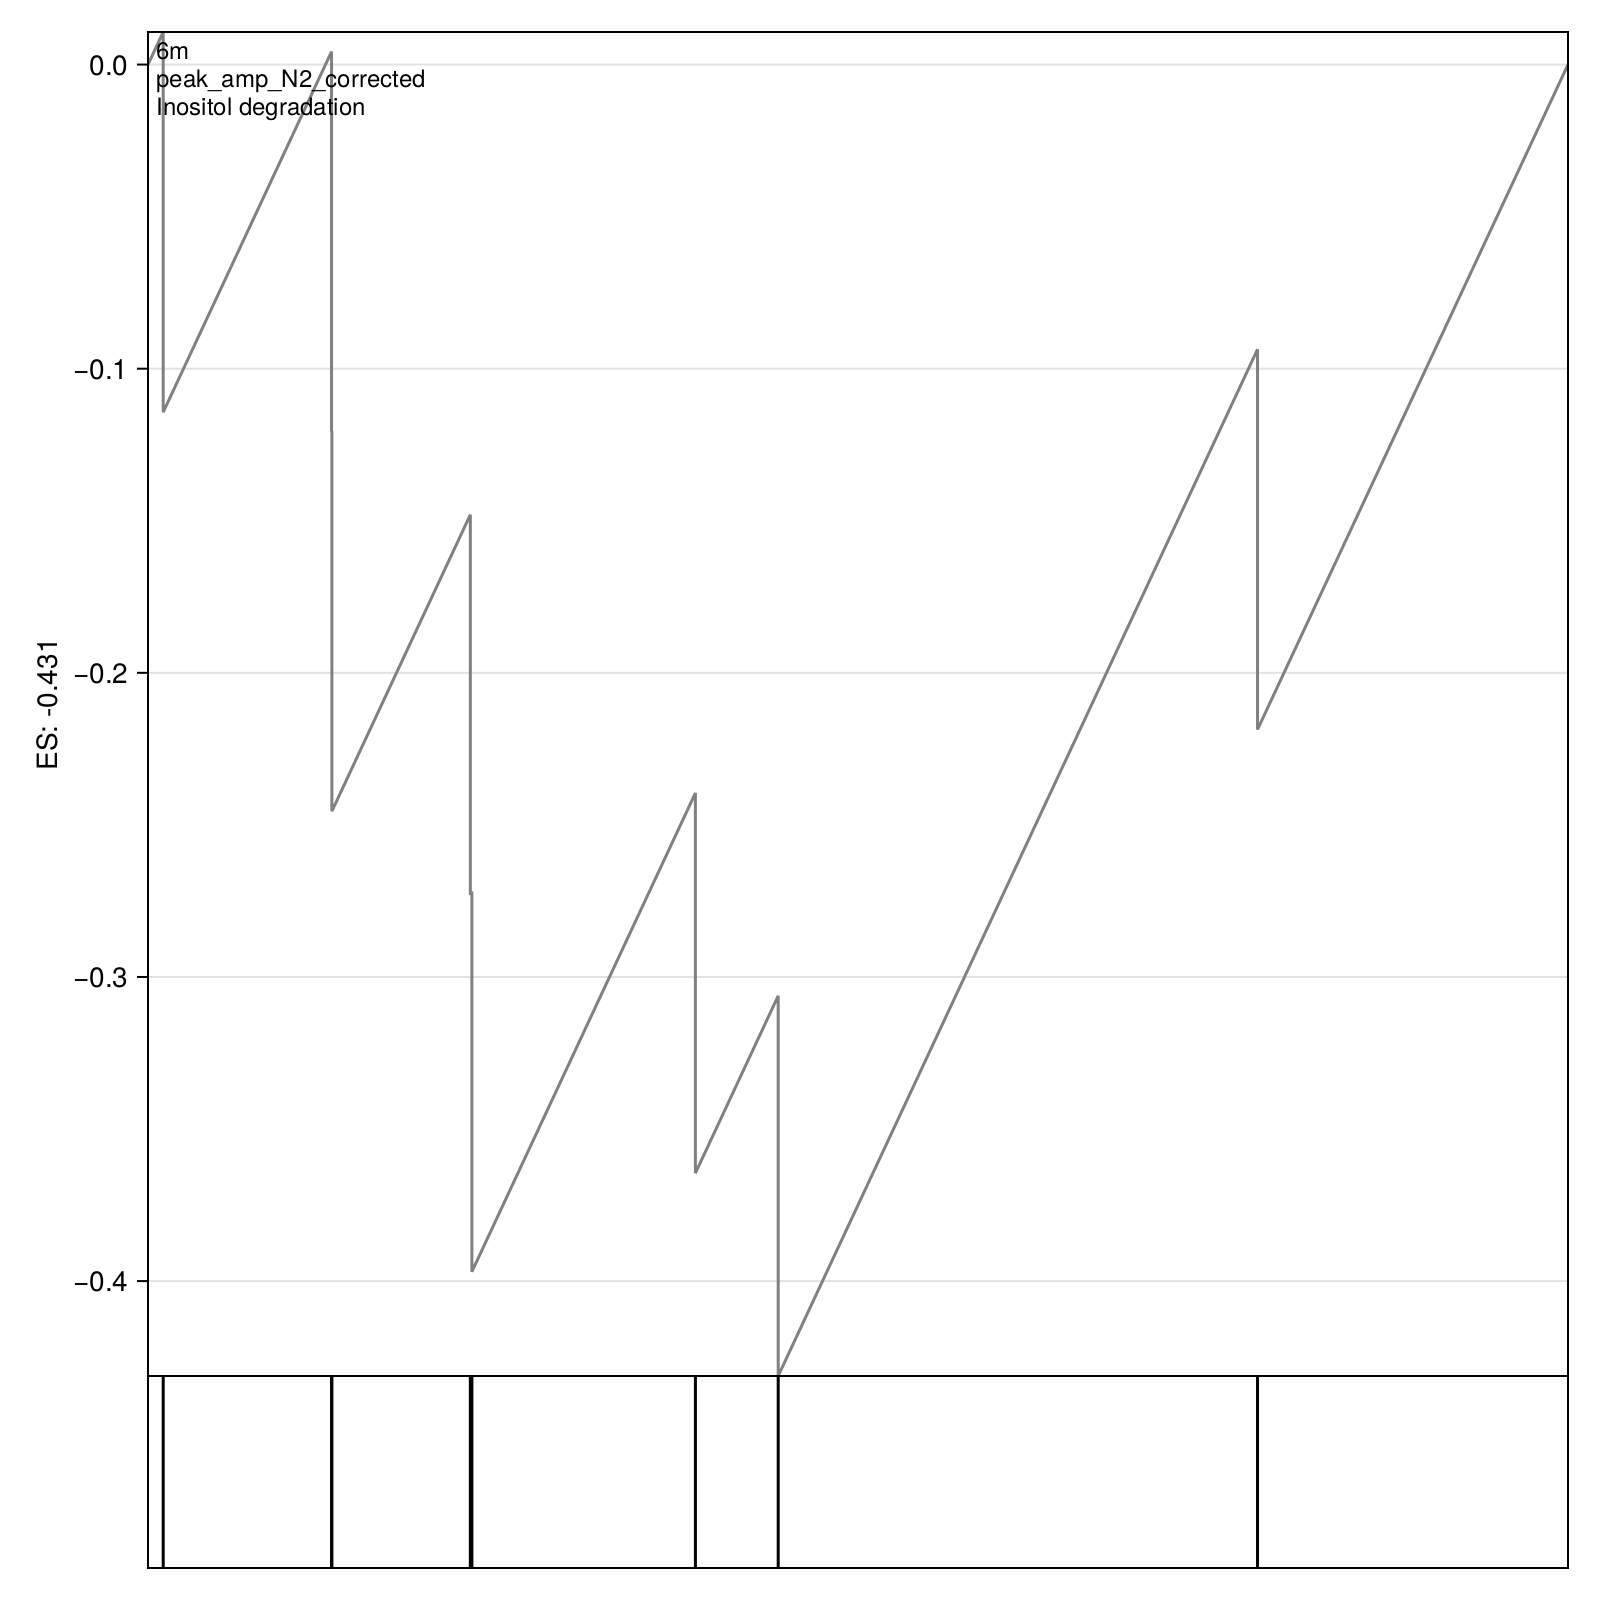 6m
peak_amp_N2_corrected
Inositol degradation
0.0
−0.1
−0.2
−0.3
−0.4
ES: -0.431